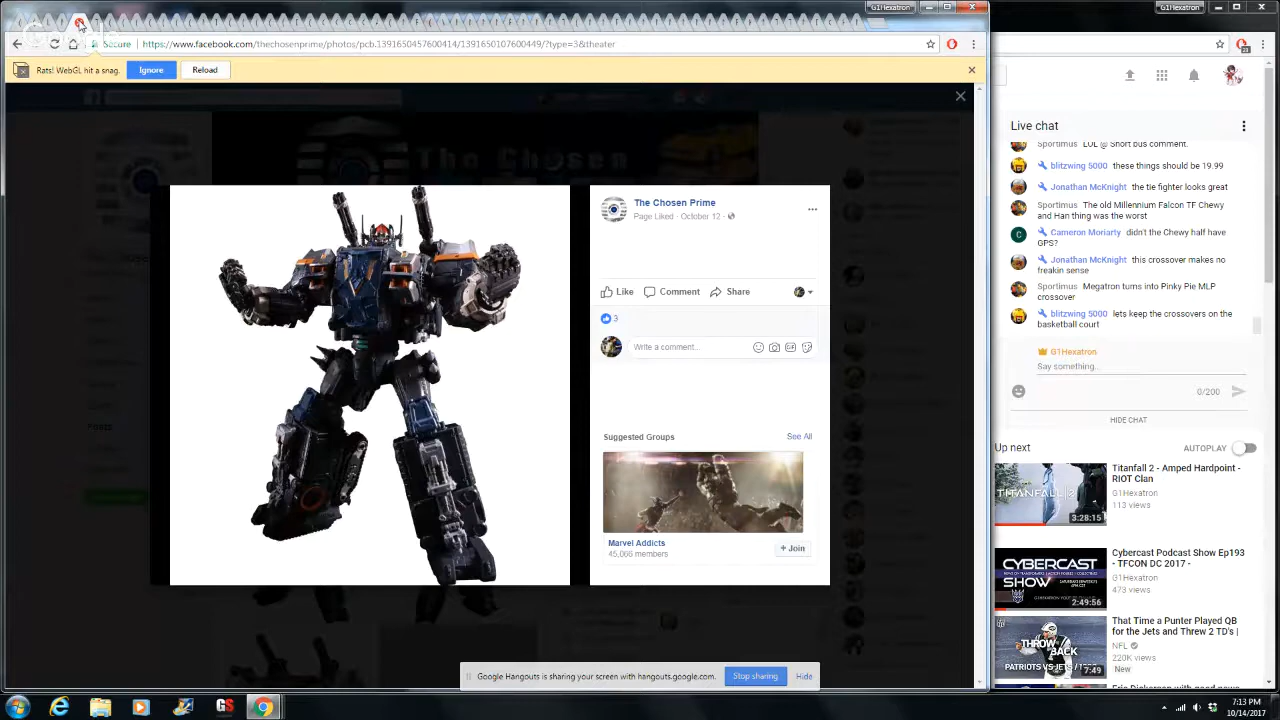 G1Hexatron
G1Hexatron
Secure
https://www.facebook.com/thechosenprime/photos/pcb.1391650457600414/1391650107600449/?type=3&theater
Rats! WebGL hit a snag.
Ignore
Reload
The Chosen
The Chosen Prime
Page Liked · October 12 ·
Like
Comment
Share
3
Write a comment...
Suggested Groups
See All
Marvel Addicts
45,066 members
+ Join
Posts
Google Hangouts is sharing your screen with hangouts.google.com.
Stop sharing
Hide
Live chat
Sportimus LOL @ Short bus comment.
blitzwing 5000 these things should be 19.99
Jonathan McKnight the tie fighter looks great
Sportimus The old Millennium Falcon TF Chewy
and Han thing was the worst
Cameron Moriarty didn't the Chewy half have
GPS?
Jonathan McKnight this crossover makes no
freakin sense
Sportimus Megatron turns into Pinky Pie MLP
crossover
blitzwing 5000 lets keep the crossovers on the
basketball court
G1Hexatron
Say something...
0/200
HIDE CHAT
Up next
AUTOPLAY
Titanfall 2 - Amped Hardpoint -
RIOT Clan
G1Hexatron
113 views
TITANFALL 2
3:28:15
Cybercast Podcast Show Ep193
- TFCON DC 2017 -
G1Hexatron
473 views
CYBERCAST
SHOW
2:49:56
That Time a Punter Played QB
for the Jets and Threw 2 TD's |
NFL
220K views
New
THROW
BACK
PATRIOTS VS JETS /
7:49
7:13 PM
10/14/2017